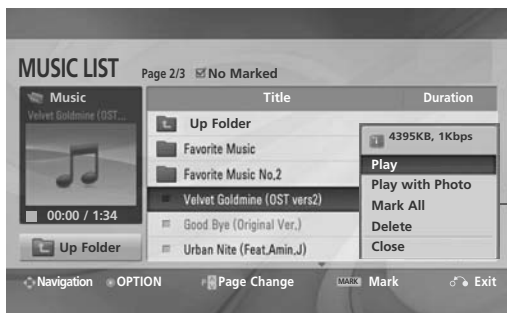 MUSIC LIST Page 2/3 No Marked
Music
Velvet Goldmine (OST...
00:00 / 1:34
Up Folder
Title Duration
Up Folder
Favorite Music
Favorite Music No,2
Velvet Goldmine (OST vers2)
Good Bye (Original Ver,)
Urban Nite (Feat,Amin,J)
4395KB, 1Kbps
Play
Play with Photo
Mark All
Delete
Close
Navigation OPTION Page Change MARK Mark Exit